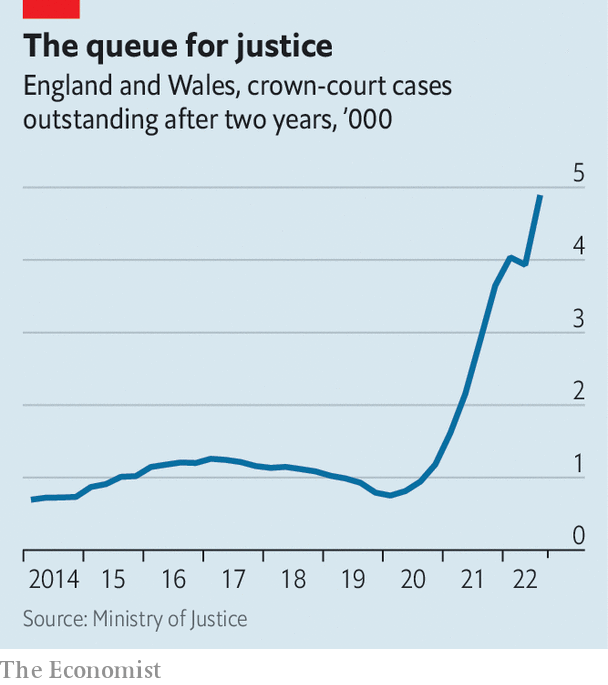 The queue for justice
England and Wales, crown-court cases
outstanding after two years, ’000
5
4
3
2
1
0
2014 15 16 17 18 19 20 21 22
Source: Ministry of Justice
The Economist